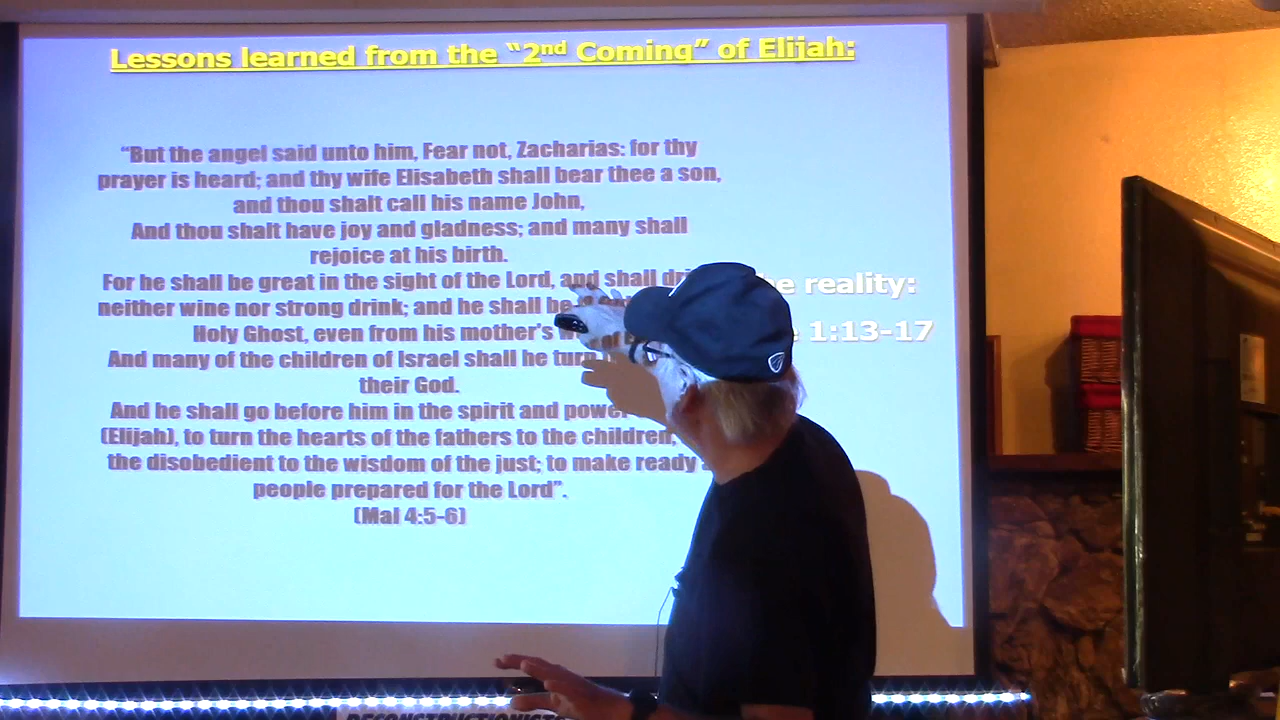 Lessons learned from the “2nd Coming” of Elijah:
“But the angel said unto him, Fear not, Zacharias: for thy
prayer is heard; and thy wife Elisabeth shall bear thee a son,
and thou shalt call his name John,
And thou shalt have joy and gladness; and many shall
rejoice at his birth.
For he shall be great in the sight of the Lord, and shall
neither wine nor strong drink; and he shall be
Holy Ghost, even from his mother's
And many of the children of Israel shall he turn
their God.
And he shall go before him in the spirit and
(Elijah), to turn the hearts of the fathers to the children,
the disobedient to the wisdom of the just; to make ready
people prepared for the Lord”.
(Mal 4:5-6)
reality:
1:13-17